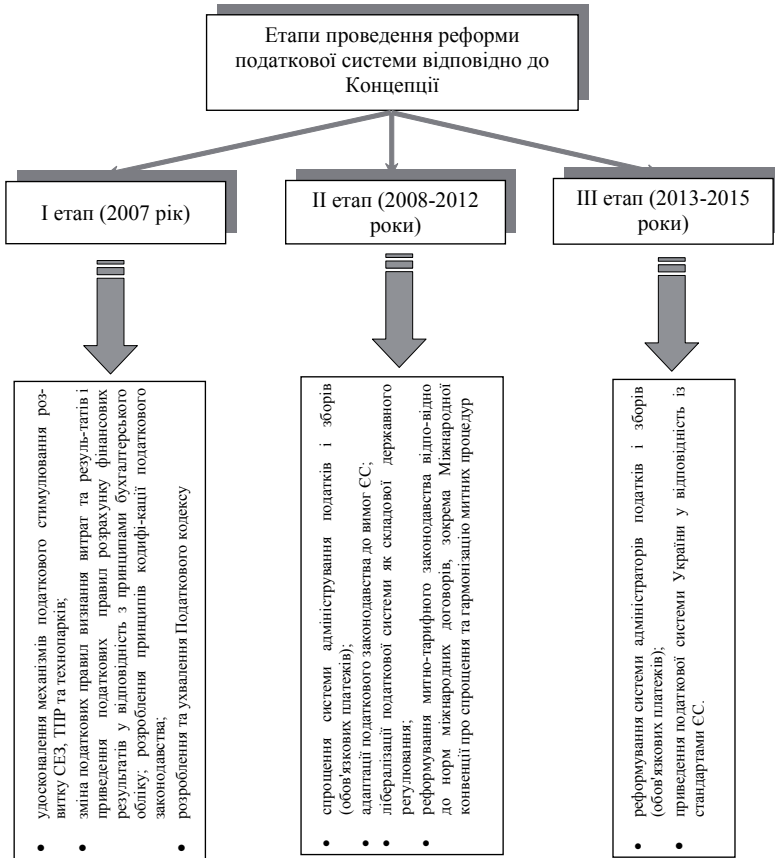 Етапи проведення реформи
податкової системи відповідно до
Концепції
І етап (2007 рік)
ІІ етап (2008-2012
роки)
ІІІ етап (2013-2015
роки)
• удосконалення механізмів податкового стимулювання роз-
витку СЕЗ, ТПР та технопарків;
• зміна податкових правил визнання витрат та резуль-татів і
приведення податкових правил розрахунку фінансових
результатів у відповідність з принципами бухгалтерського
обліку; розроблення принципів кодифі-кації податкового
законодавства;
• розроблення та ухвалення Податкового кодексу
• спрощення системи адміністрування податків і зборів
(обов'язкових платежів);
• адаптації податкового законодавства до вимог ЄС;
• лібералізації податкової системи як складової державного
регулювання;
• реформування митно-тарифного законодавства відпо-відно
до норм міжнародних договорів, зокрема Міжнародної
конвенції про спрощення та гармонізацію митних процедур
• реформування системи адміністраторів податків і зборів
(обов'язкових платежів);
• приведення податкової системи України у відповідність із
стандартами ЄС.